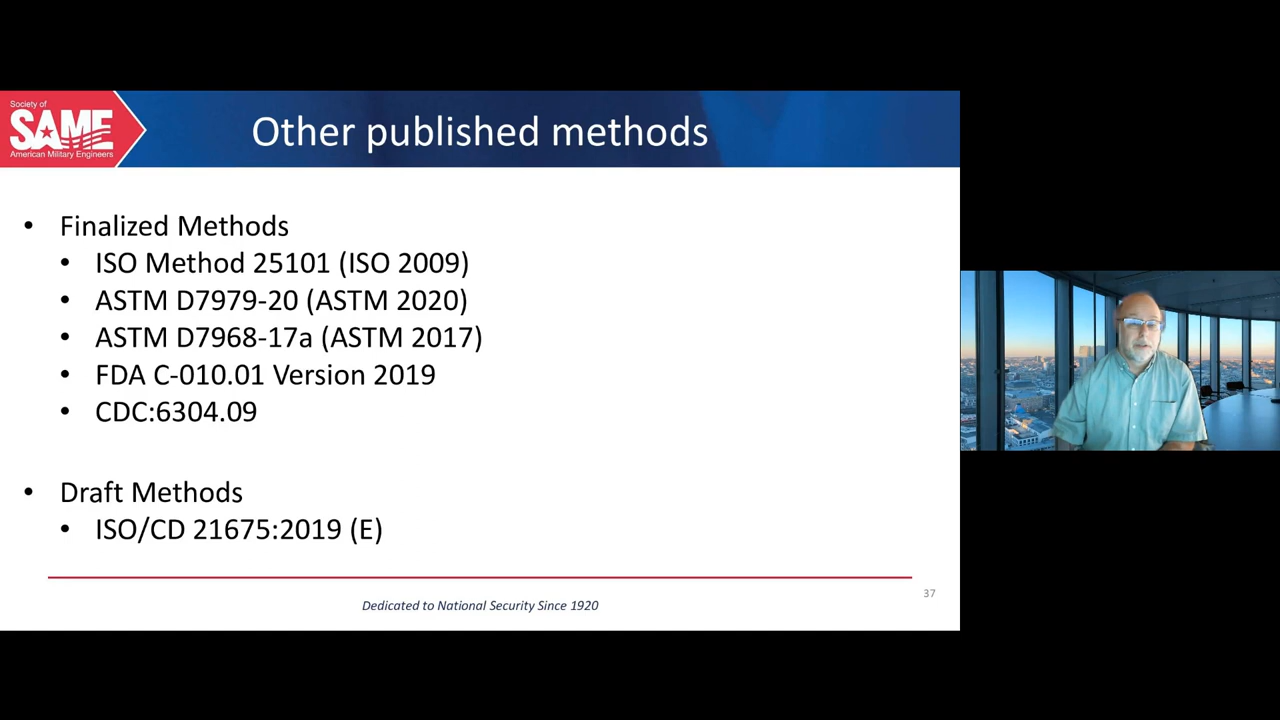 Society of
SAME
American Military Engineers
Other published methods
• Finalized Methods
• ISO Method 25101 (ISO 2009)
• ASTM D7979-20 (ASTM 2020)
• ASTM D7968-17a (ASTM 2017)
• FDA C-010.01 Version 2019
• CDC:6304.09
• Draft Methods
• ISO/CD 21675:2019 (E)
37
Dedicated to National Security Since 1920